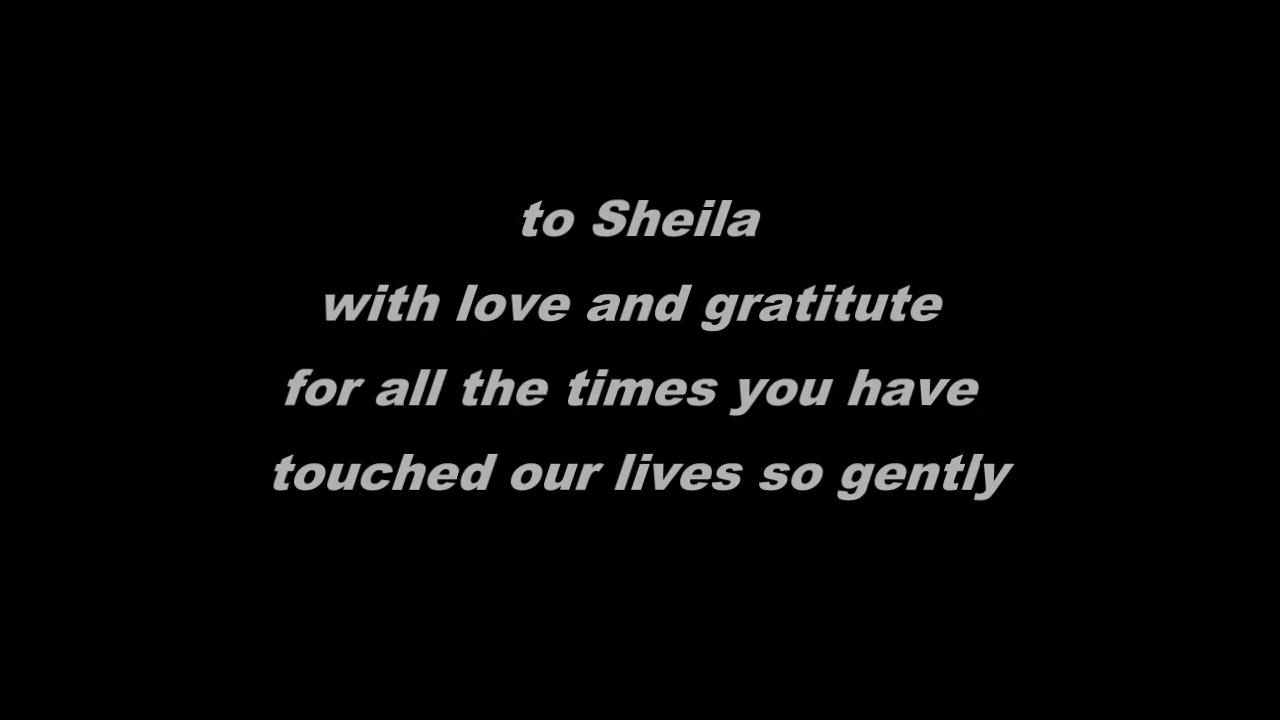 to Sheila
with love and gratitute
for all the times you have
touched our lives so gently